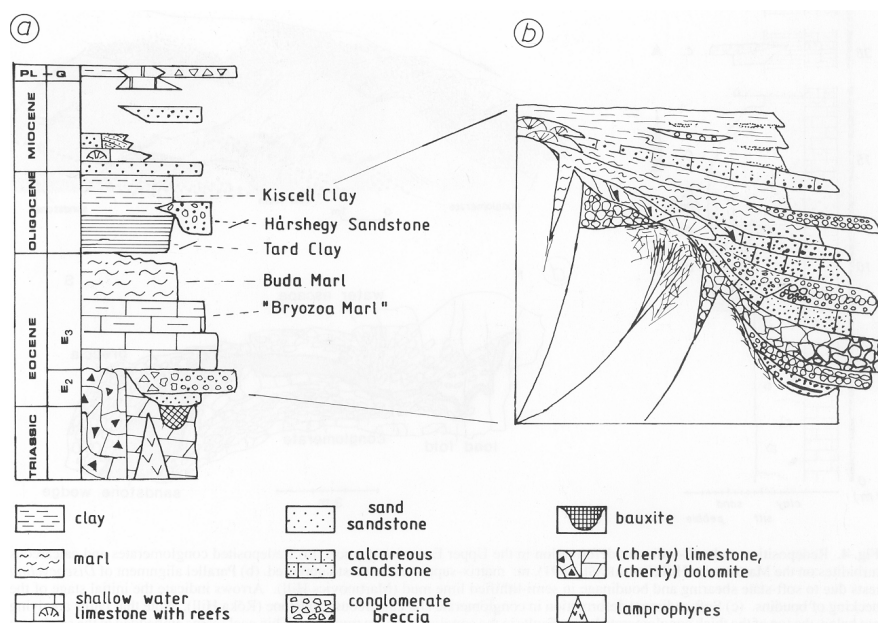 a
b
PL - Q
MIOCENE
OLIGOCENE
EOCENE
E3
E2
TRIASSIC
Kiscell Clay
Hárshegy Sandstone
Tard Clay
Buda Marl
"Bryozoa Marl"
clay
marl
shallow water
limestone with reefs
sand
sandstone
calcareous
sandstone
conglomerate
breccia
bauxite
(cherty) limestone,
(cherty) dolomite
lamprophyres